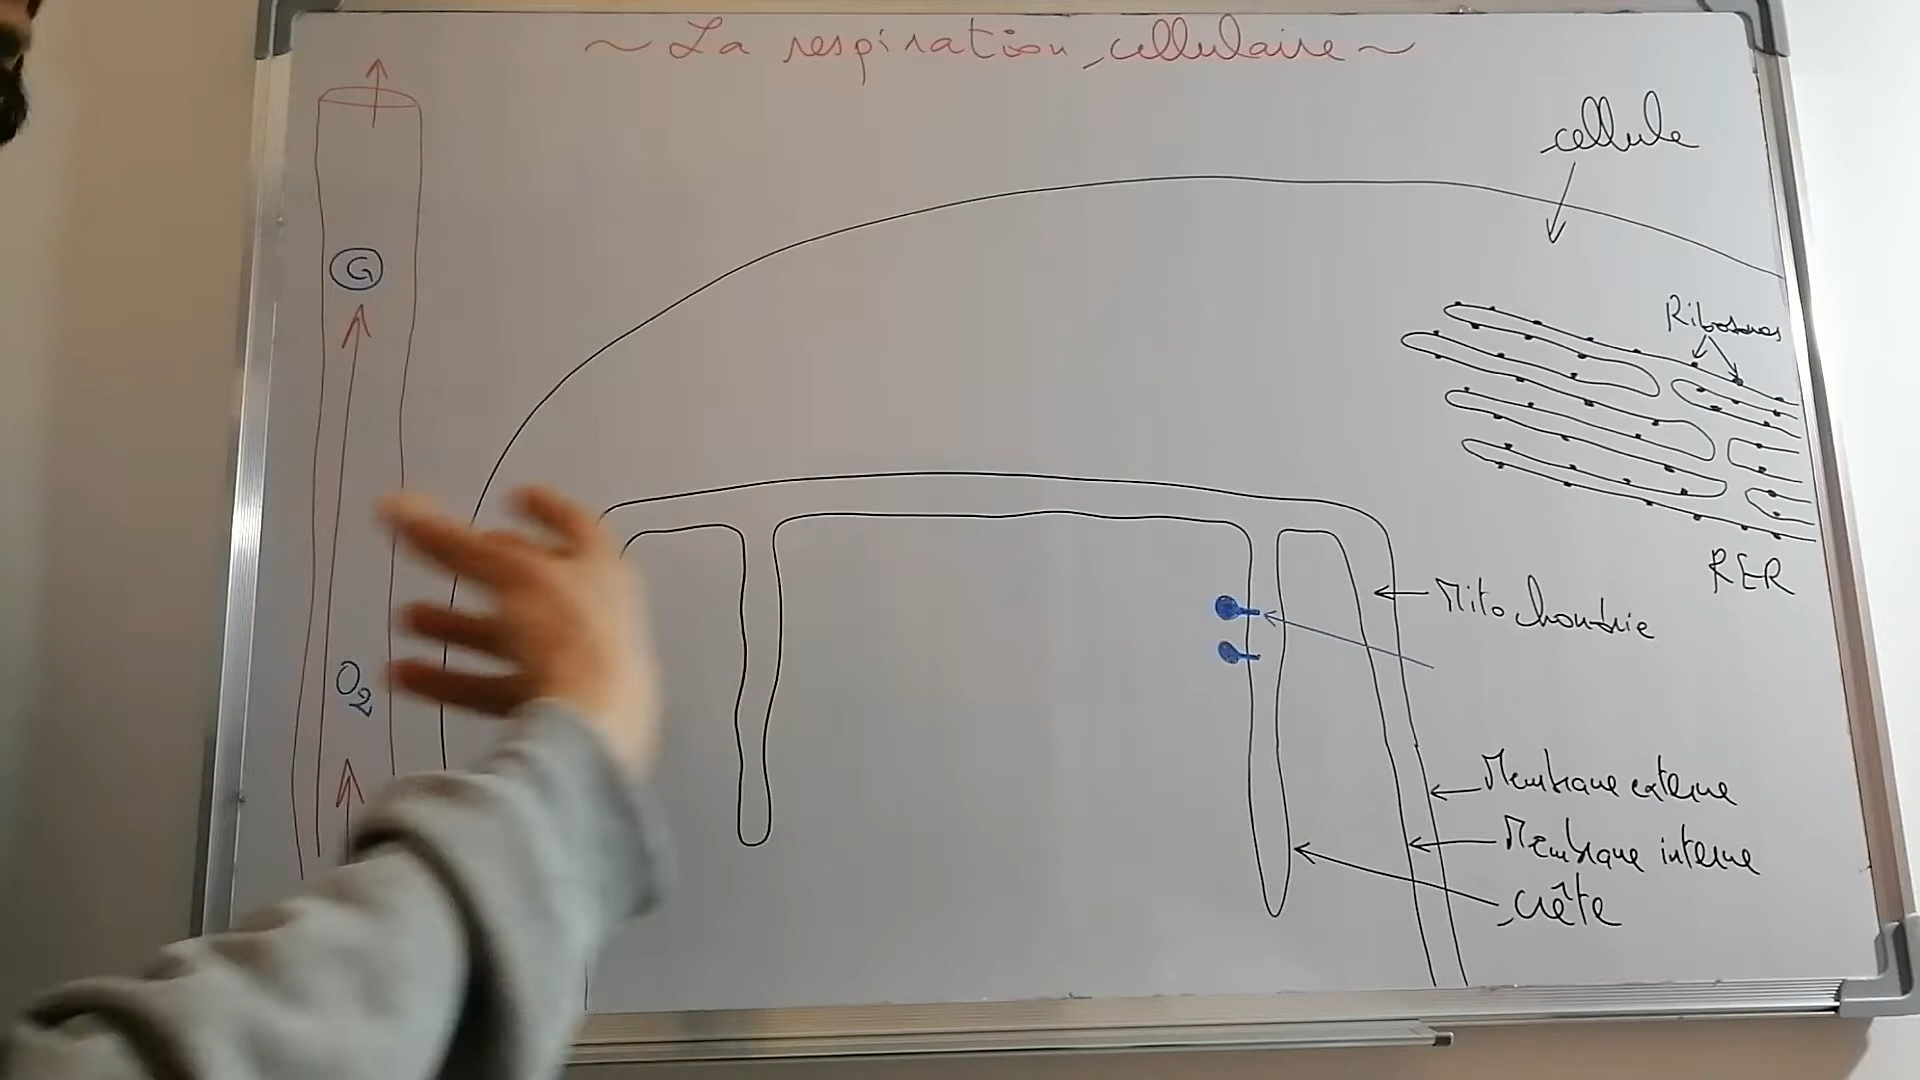 ~ La respiration cellulaire ~
cellule
G
Ribosomes
RER
Mitochondrie
O2
Membrane externe
Membrane interne
crête